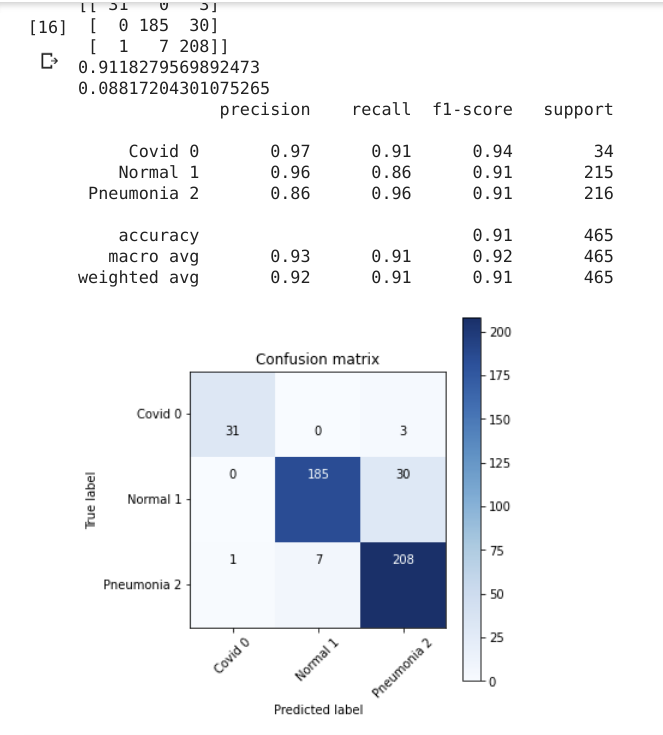 [[ 31 0 3]
[16] [ 0 185 30]
[ 1 7 208]]
0.9118279569892473
0.08817204301075265
precision recall f1-score support
Covid 0 0.97 0.91 0.94 34
Normal 1 0.96 0.86 0.91 215
Pneumonia 2 0.86 0.96 0.91 216
accuracy 0.91 465
macro avg 0.93 0.91 0.92 465
weighted avg 0.92 0.91 0.91 465
Confusion matrix
Covid 0 31 0 3
Normal 1 0 185 30
Pneumonia 2 1 7 208
True label
Covid 0 Normal 1 Pneumonia 2
Predicted label
200
175
150
125
100
75
50
25
0